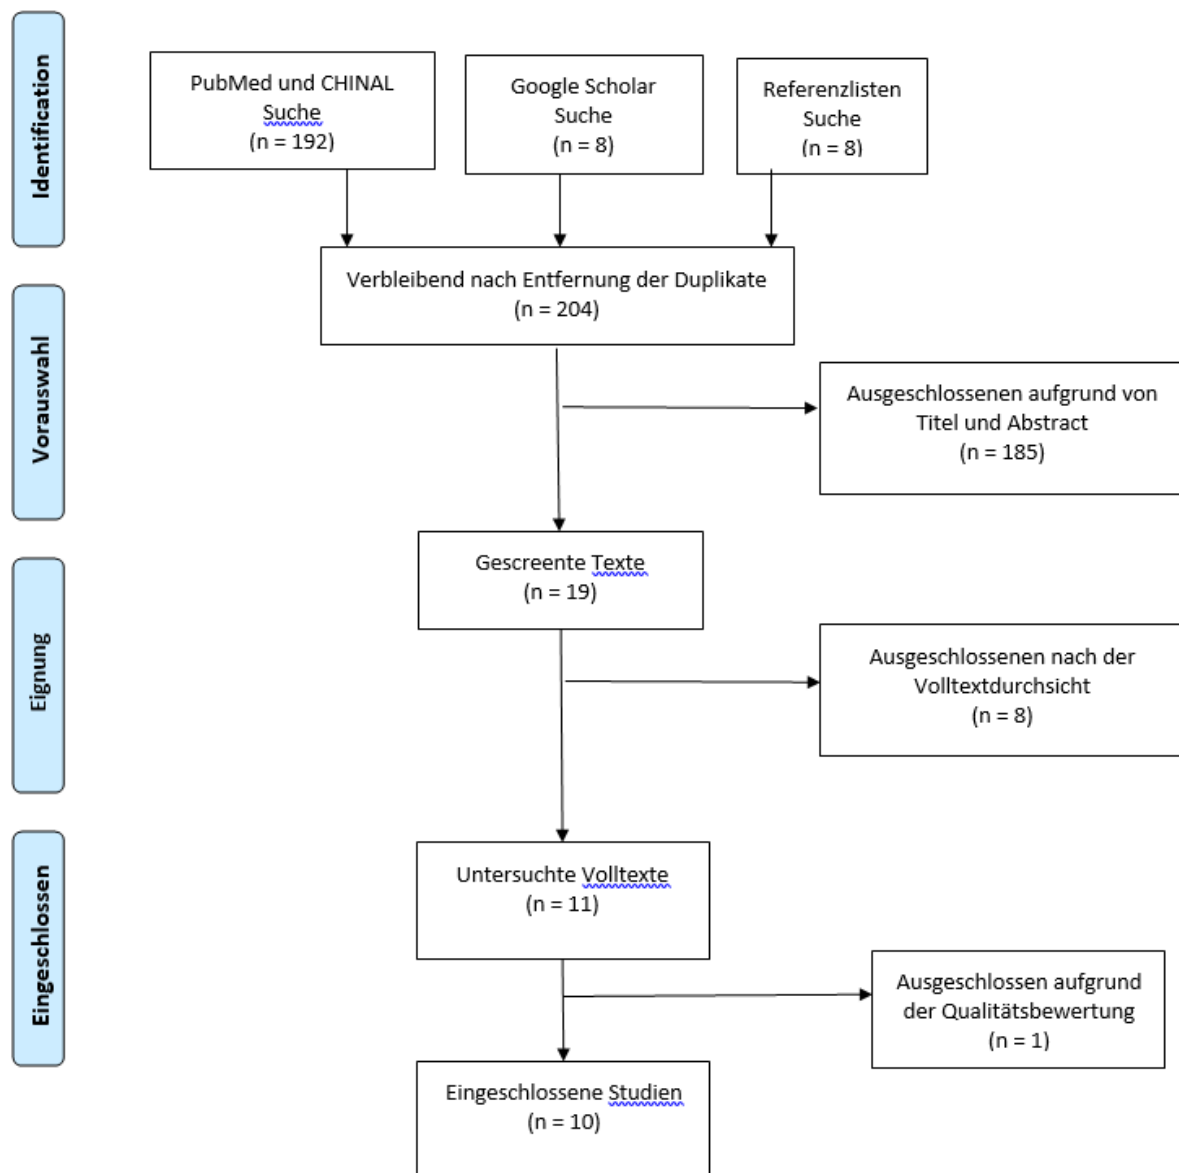 Identification
PubMed und CHINAL
Suche
(n = 192)
Google Scholar
Suche
(n = 8)
Referenzlisten
Suche
(n = 8)
Verbleibend nach Entfernung der Duplikate
(n = 204)
Vorauswahl
Ausgeschlossenen aufgrund von
Titel und Abstract
(n = 185)
Gescreente Texte
(n = 19)
Eignung
Ausgeschlossenen nach der
Volltextdurchsicht
(n = 8)
Eingeschlossen
Untersuchte Volltexte
(n = 11)
Ausgeschlossen aufgrund
der Qualitätsbewertung
(n = 1)
Eingeschlossene Studien
(n = 10)